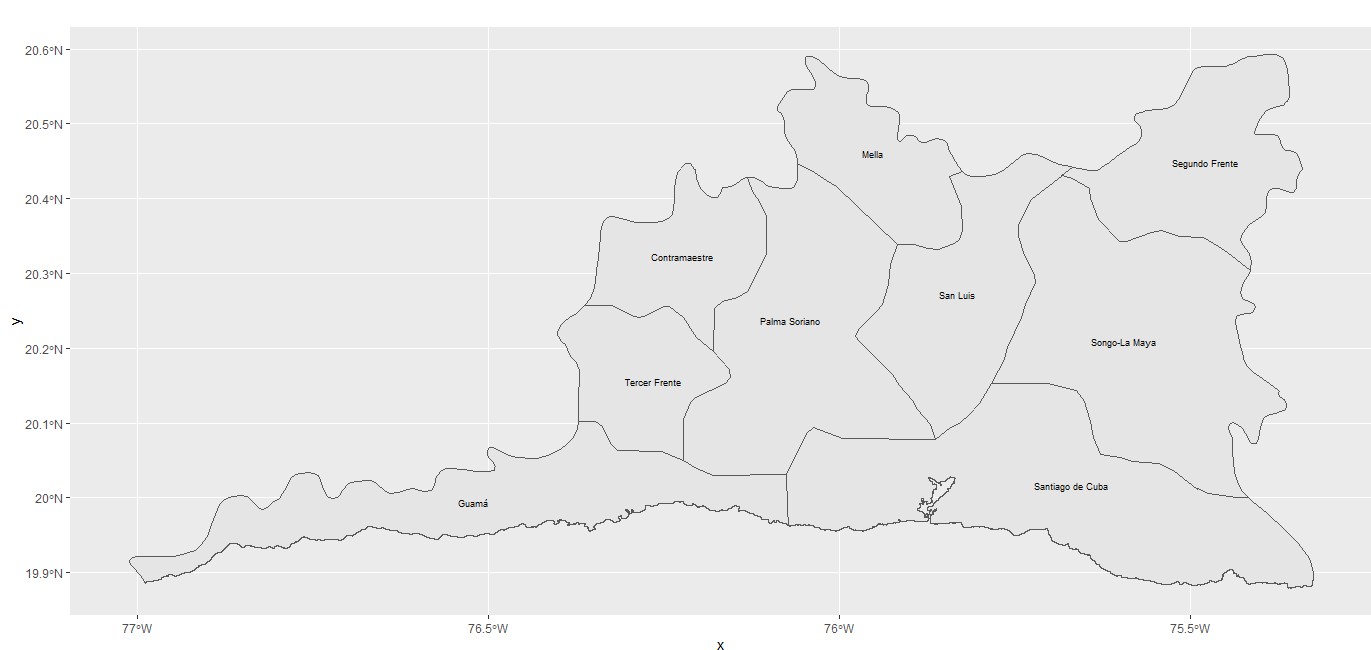 20.6°N
20.5°N
20.4°N
20.3°N
20.2°N
20.1°N
20°N
19.9°N
y
Mella
Segundo Frente
Contramaestre
San Luis
Palma Soriano
Songo-La Maya
Tercer Frente
Santiago de Cuba
Guamá
77°W
76.5°W
76°W
75.5°W
x